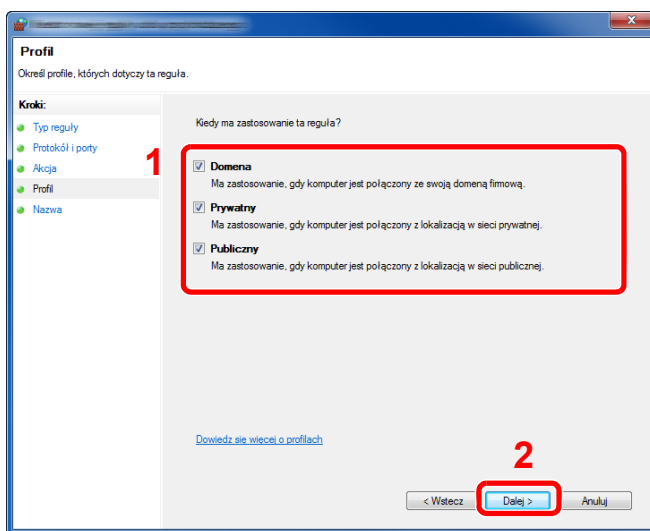 Profil
Określ profile, których dotyczy ta reguła.
Kroki:
Typ reguły
Protokół i porty
Akcja
Profil
Nazwa
Kiedy ma zastosowanie ta reguła?
1
Domena
Ma zastosowanie, gdy komputer jest połączony ze swoją domeną firmową.
Prywatny
Ma zastosowanie, gdy komputer jest połączony z lokalizacją w sieci prywatnej.
Publiczny
Ma zastosowanie, gdy komputer jest połączony z lokalizacją w sieci publicznej.
Dowiedz się więcej o profilach
2
< Wstecz Dalej > Anuluj